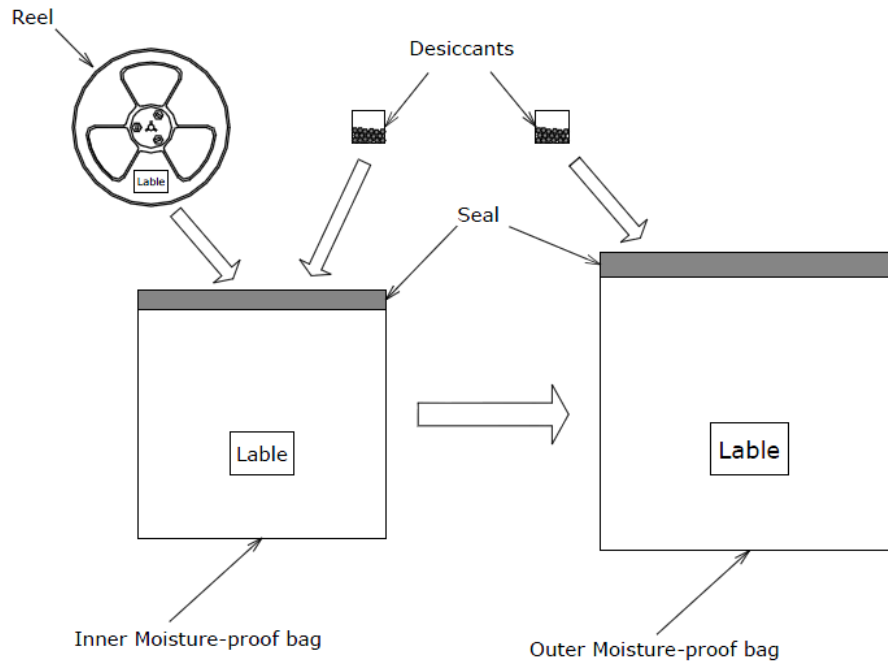 Reel
Desiccants
Lable
Seal
Lable
Lable
Inner Moisture-proof bag
Outer Moisture-proof bag